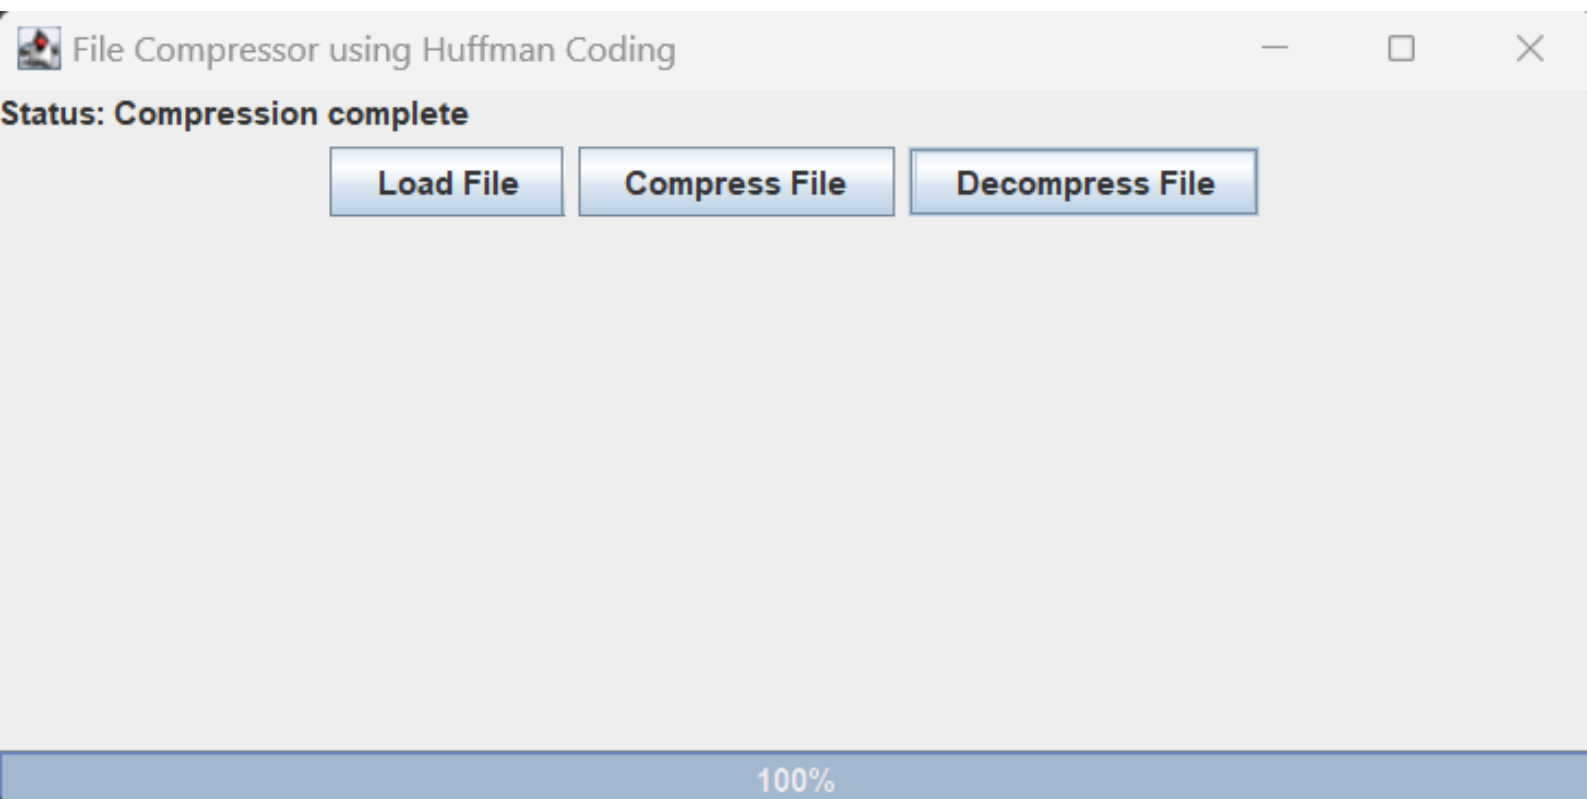 File Compressor using Huffman Coding
Status: Compression complete
Load File Compress File Decompress File
100%